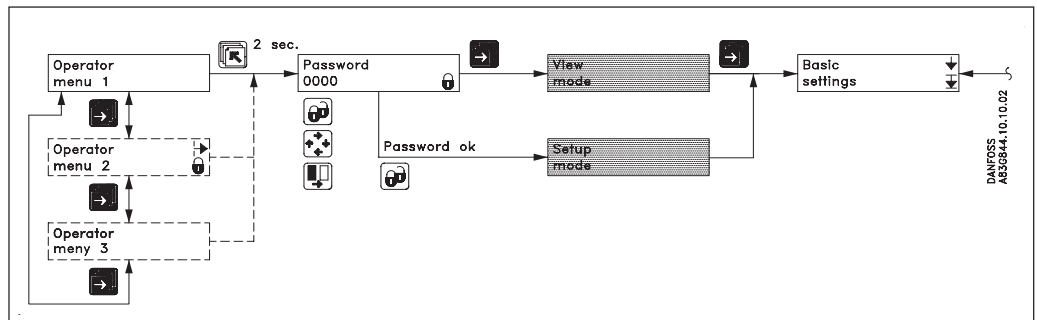 2 sec.
Operator
menu 1
Password
0000
View
mode
Basic
settings
Operator
menu 2
Password ok
Setup
mode
Operator
meny 3
DANFOSS
A83G844.10.10.02